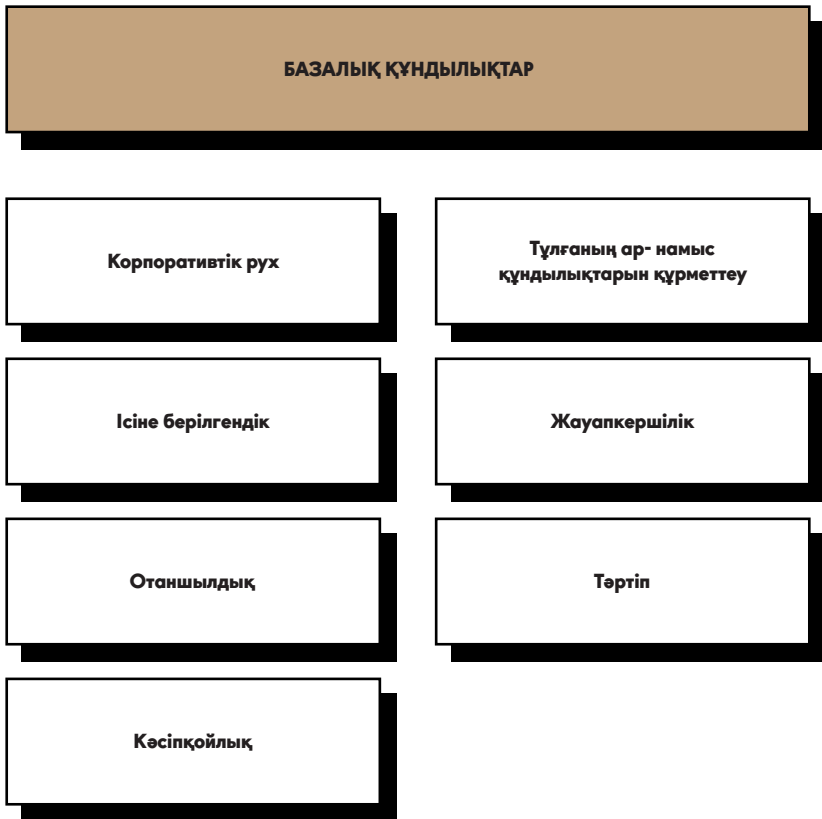 БАЗАЛЫҚ ҚҰНДЫЛЫҚТАР
Корпоративтік рух
Тұлғаның ар- намыс
құндылықтарын құрметтеу
Ісіне берілгендік
Жауапкершілік
Отаншылдық
Тәртіп
Кәсіпқойлық